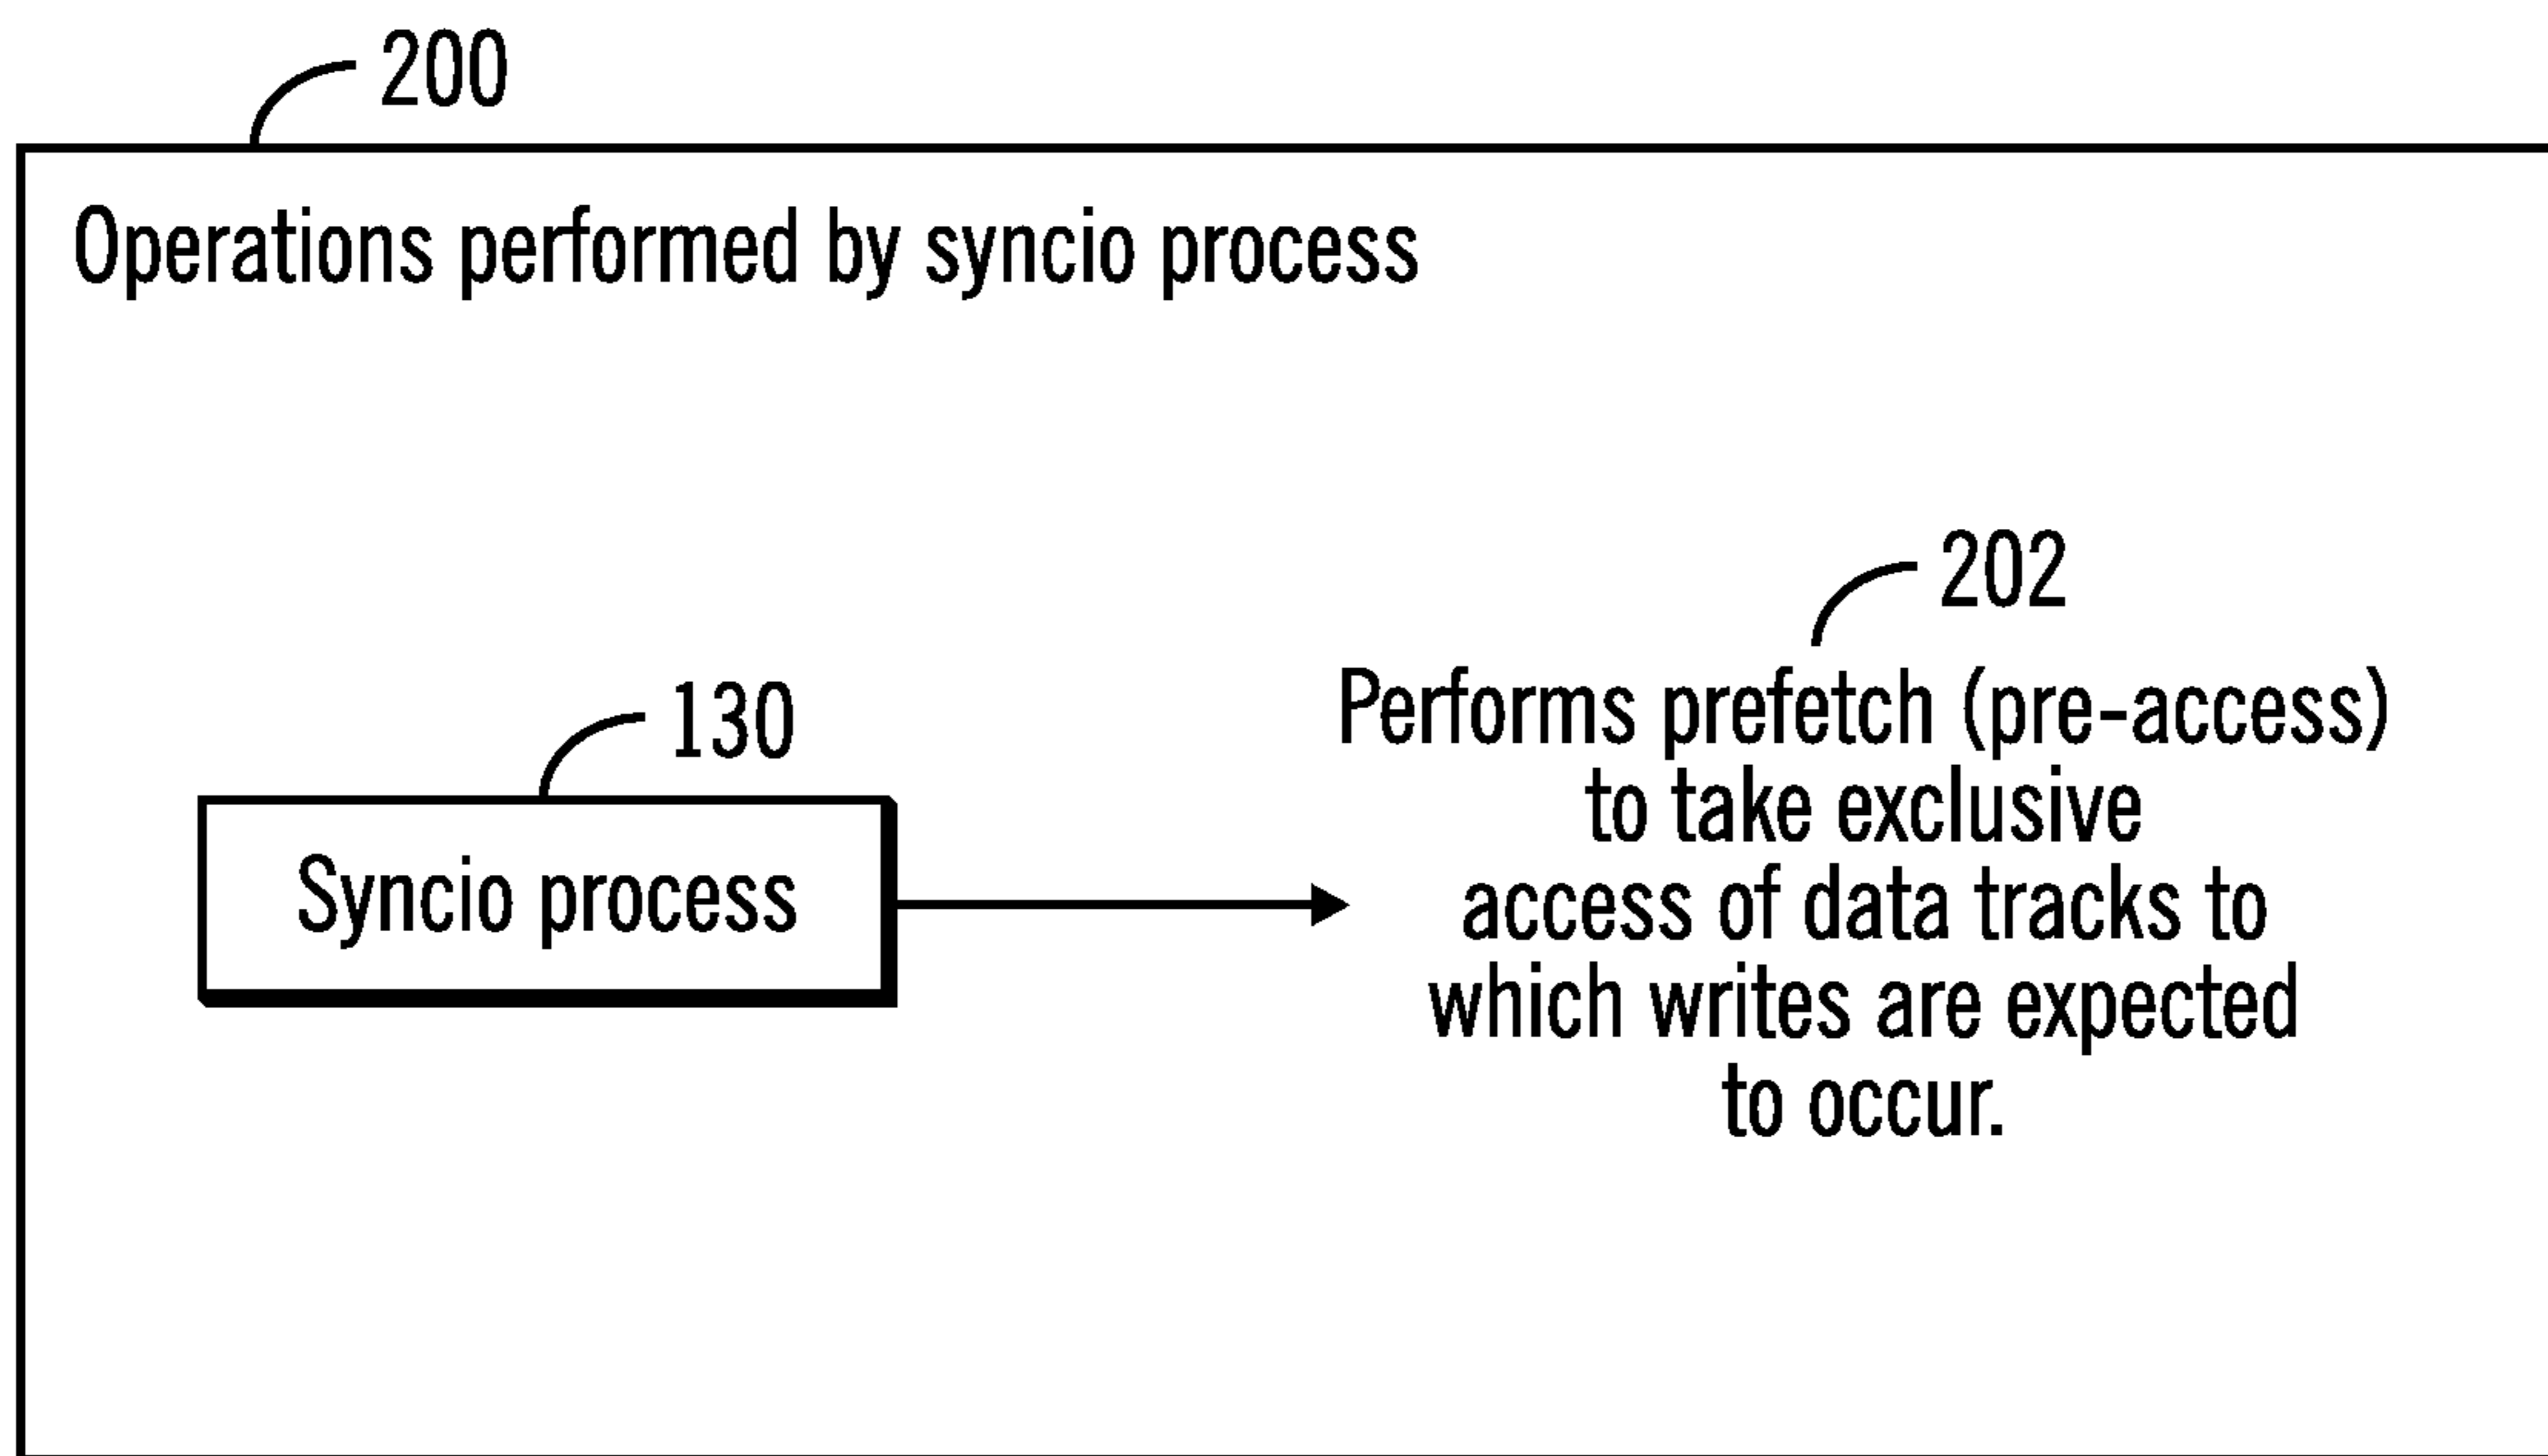 200
Operations performed by syncio process
202
Performs prefetch (pre-access)
to take exclusive
access of data tracks to
which writes are expected
to occur.
130
Syncio process